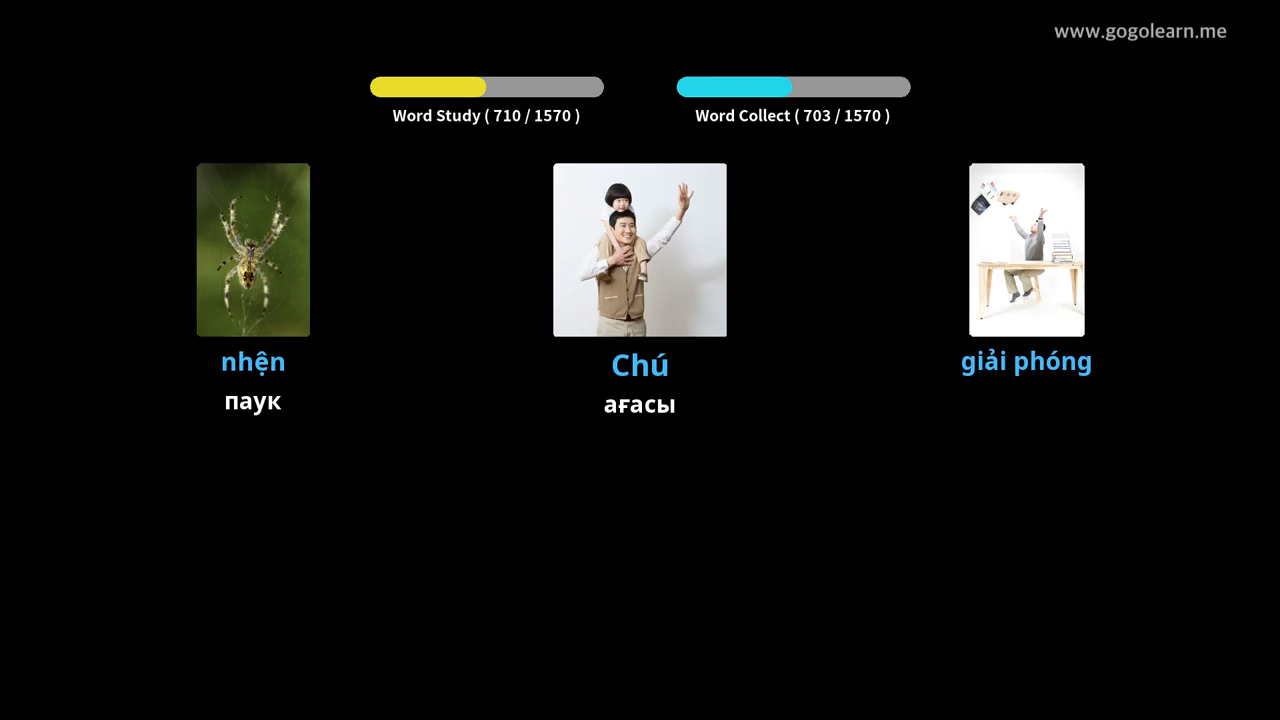 www.gogolearn.me
Word Study ( 710 / 1570 )
Word Collect ( 703 / 1570 )
nhện
паук
Chú
ағасы
giải phóng